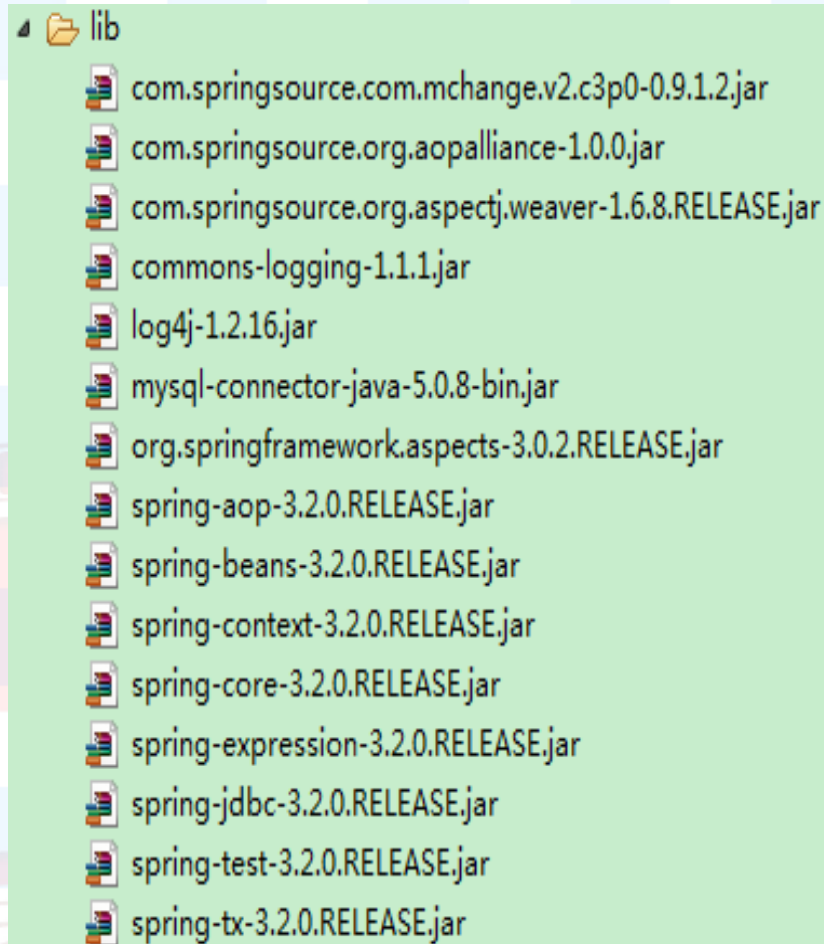 lib
com.springsource.com.mchange.v2.c3p0-0.9.1.2.jar
com.springsource.org.aopalliance-1.0.0.jar
com.springsource.org.aspectj.weaver-1.6.8.RELEASE.jar
commons-logging-1.1.1.jar
log4j-1.2.16.jar
mysql-connector-java-5.0.8-bin.jar
org.springframework.aspects-3.0.2.RELEASE.jar
spring-aop-3.2.0.RELEASE.jar
spring-beans-3.2.0.RELEASE.jar
spring-context-3.2.0.RELEASE.jar
spring-core-3.2.0.RELEASE.jar
spring-expression-3.2.0.RELEASE.jar
spring-jdbc-3.2.0.RELEASE.jar
spring-test-3.2.0.RELEASE.jar
spring-tx-3.2.0.RELEASE.jar